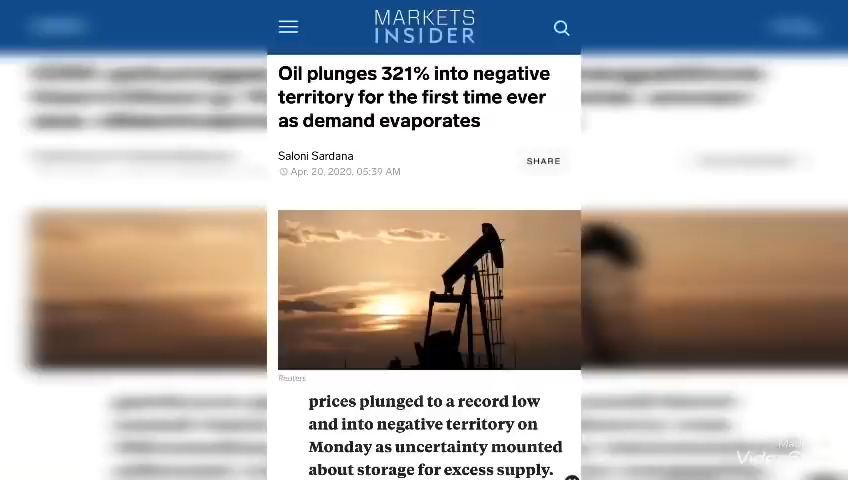 MARKETS
INSIDER
Oil plunges 321% into negative
territory for the first time ever
as demand evaporates
Saloni Sardana
SHARE
Apr. 20, 2020, 05:39 AM
Reuters
prices plunged to a record low
and into negative territory on
Monday as uncertainty mounted
about storage for excess supply.